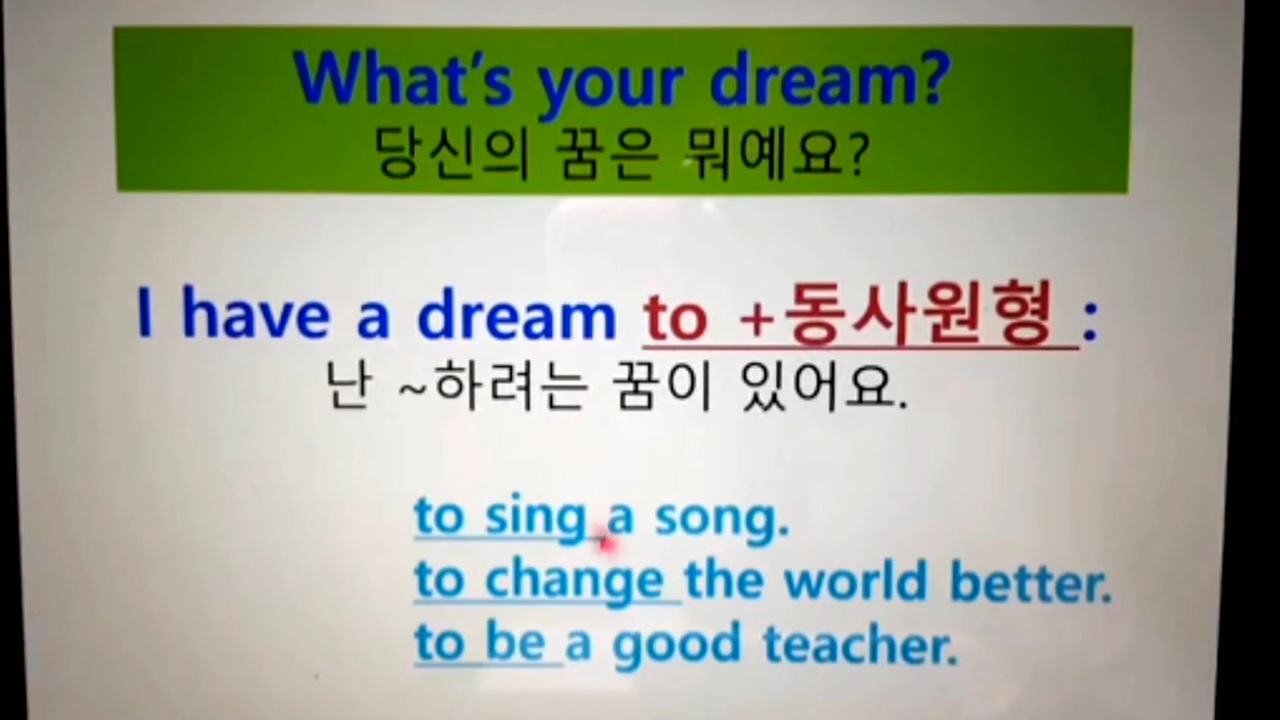 What's your dream?
당신의 꿈은 뭐예요?
I have a dream to +동사원형 :
난 ~하려는 꿈이 있어요.
to sing a song.
to change the world better.
to be a good teacher.